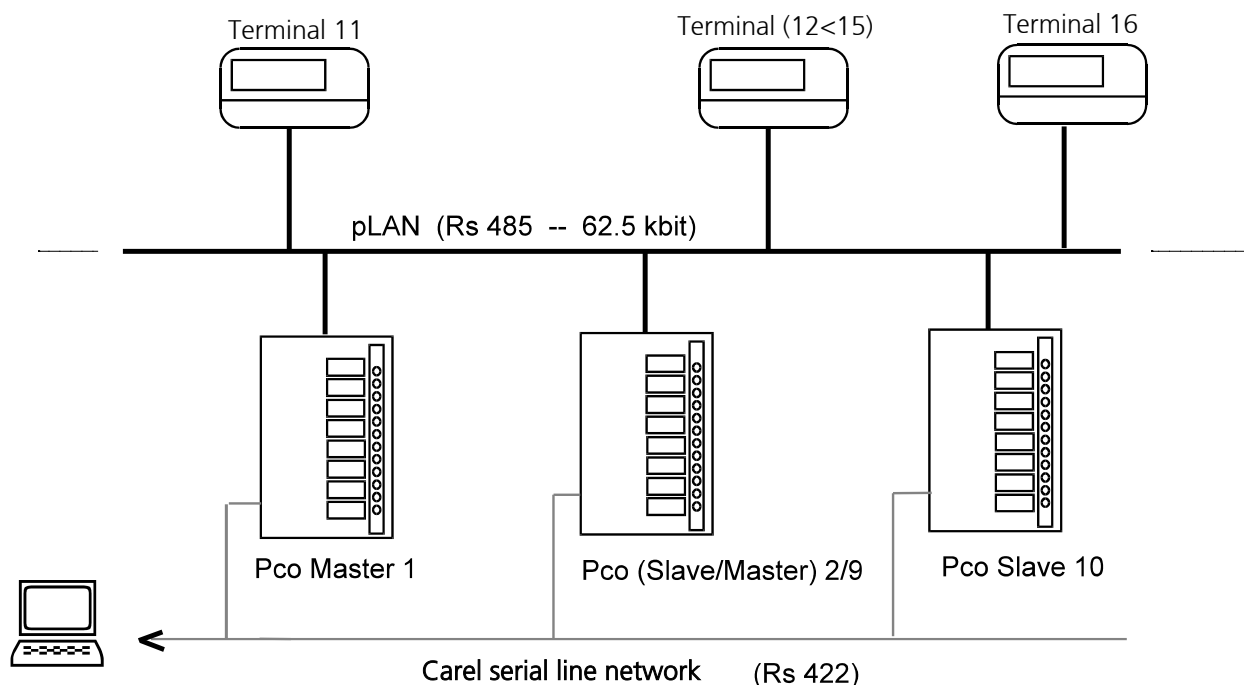 Terminal 11
Terminal (12<15)
Terminal 16
pLAN (Rs 485 -- 62.5 kbit)
Pco Master 1
Pco (Slave/Master) 2/9
Pco Slave 10
Carel serial line network (Rs 422)